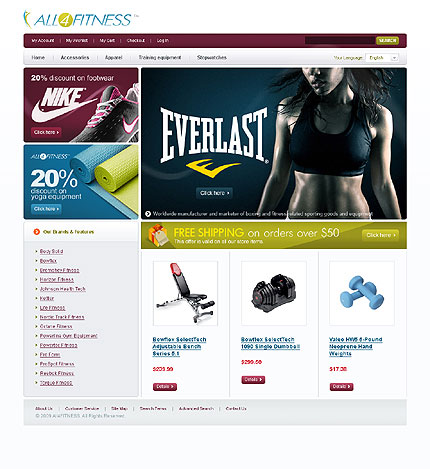 ALL4FITNESS™
My Account | My Wishlist | My Cart | Checkout | Log In
SEARCH
Home Accessories Apparel Training equipment Stopwatches
Your Language: English
20% discount on footwear
NIKE
Click here
ALL4FITNESS
20%
discount on
yoga equipment
Click here
EVERLAST
Click here
Worldwide manufacturer and marketer of boxing and fitness related sporting goods and equipment
FREE SHIPPING on orders over $50
This offer is valid on all our store items.
Click here
Our Brands & Features
Body Solid
Bowflex
Bremshey Fitness
Horizon Fitness
Johnson Health Tech
Kettler
Life Fitness
Nordic Track Fitness
Octane Fitness
Powerline Gym Equipment
Powertec Fitness
Pro Form
ProSpot Fitness
Reebok Fitness
Torque Fitness
Bowflex SelectTech
Adjustable Bench
Series 5.1
$239.99
Details
Bowflex SelectTech
1090 Single Dumbbell
$299.59
Details
Valeo HW5 5-Pound
Neoprene Hand
Weights
$17.38
Details
About Us | Customer Service | Site Map | Search Terms | Advanced Search | Contact Us
All4FITNESS. All Rights Reserved.